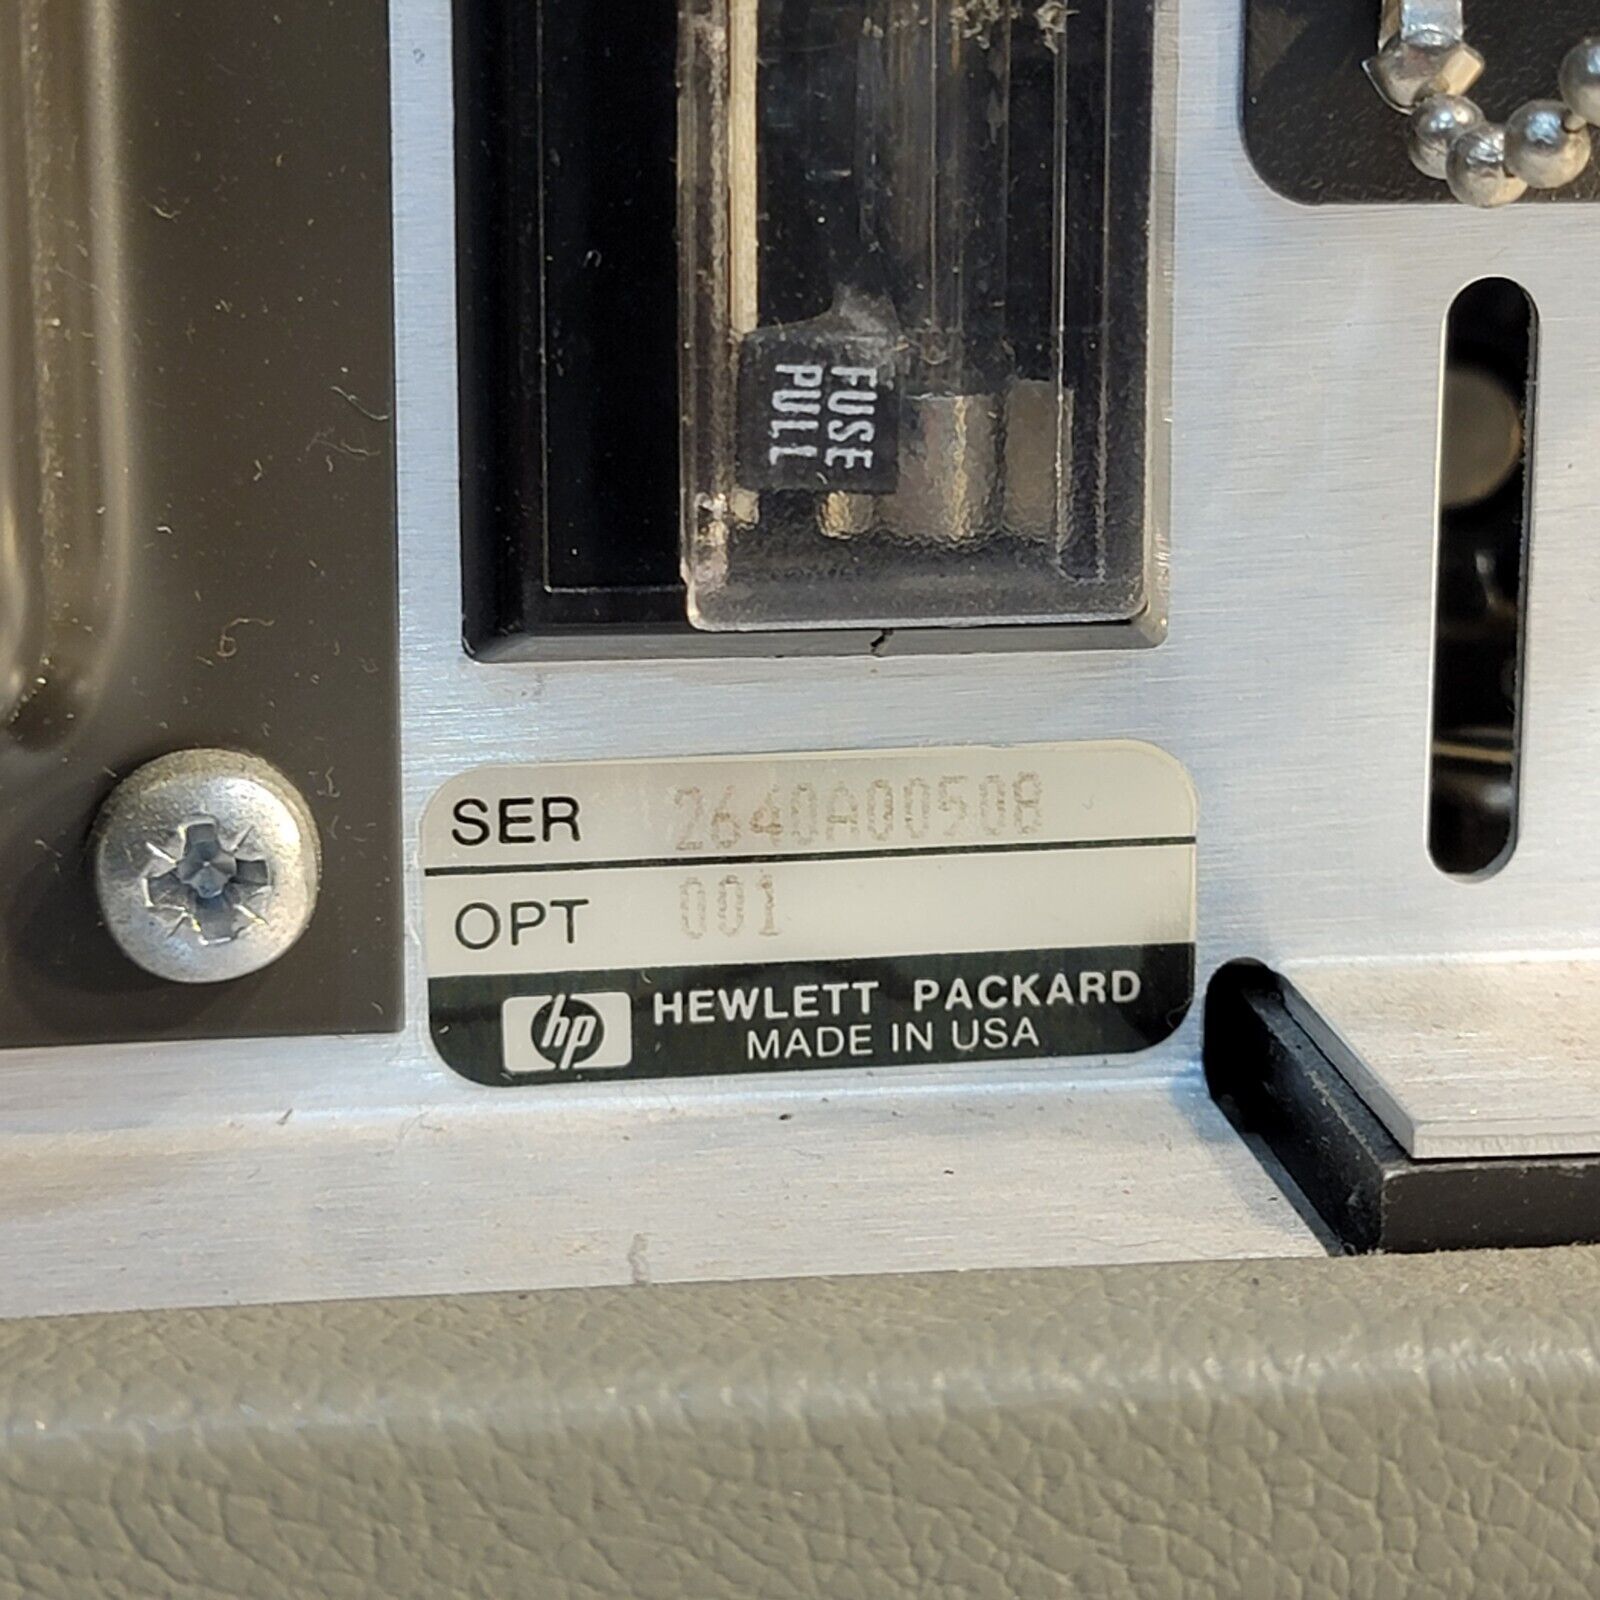 FUSE
PULL
SER 2640A00508
OPT 001
hp HEWLETT PACKARD
MADE IN USA